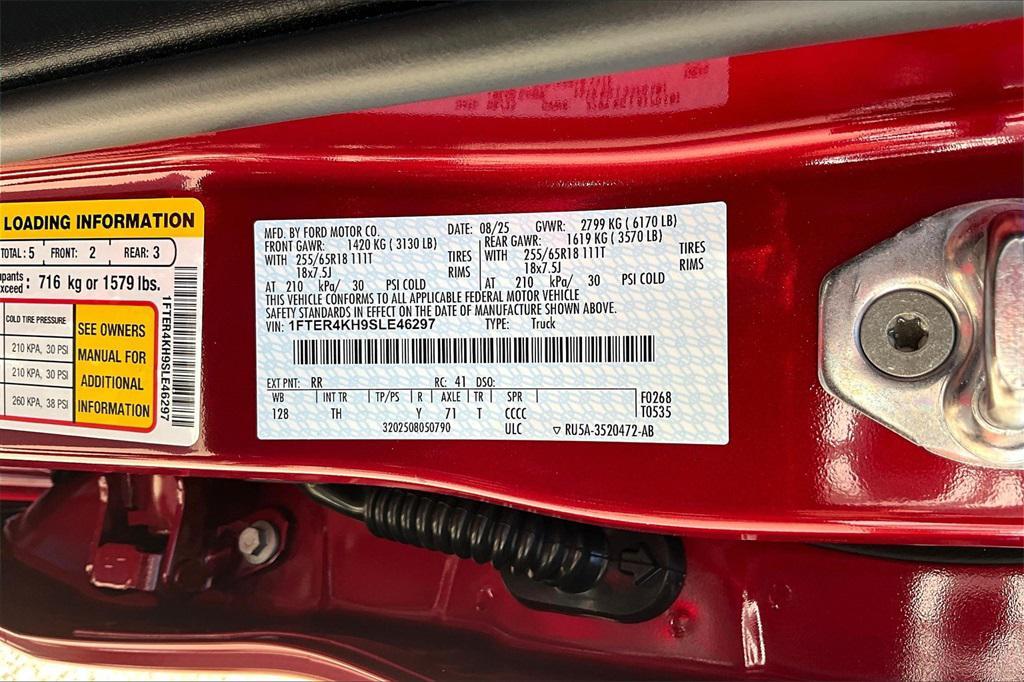 LOADING INFORMATION
TOTAL: 5 FRONT: 2 REAR: 3
716 kg or 1579 lbs.
COLD TIRE PRESSURE
210 KPA, 30 PSI
210 KPA, 30 PSI
260 KPA, 38 PSI
SEE OWNERS
MANUAL FOR
ADDITIONAL
INFORMATION
1FTER4KH9SLE46297
MFD. BY FORD MOTOR CO. DATE: 08/25 GVWR: 2799 KG ( 6170 LB)
FRONT GAWR: 1420 KG ( 3130 LB) REAR GAWR: 1619 KG ( 3570 LB)
WITH 255/65R18 111T TIRES WITH 255/65R18 111T TIRES
18x7.5J RIMS 18x7.5J RIMS
AT 210 kPa/ 30 PSI COLD AT 210 kPa/ 30 PSI COLD
THIS VEHICLE CONFORMS TO ALL APPLICABLE FEDERAL MOTOR VEHICLE
SAFETY STANDARDS IN EFFECT ON THE DATE OF MANUFACTURE SHOWN ABOVE.
VIN: 1FTER4KH9SLE46297 TYPE: Truck
EXT PNT: RR RC: 41 DSO:
WB INT TR TP/PS R AXLE TR SPR F0268
128 TH Y 71 T CCCC T0535
3202508050790 ULC ▽ RU5A-3520472-AB